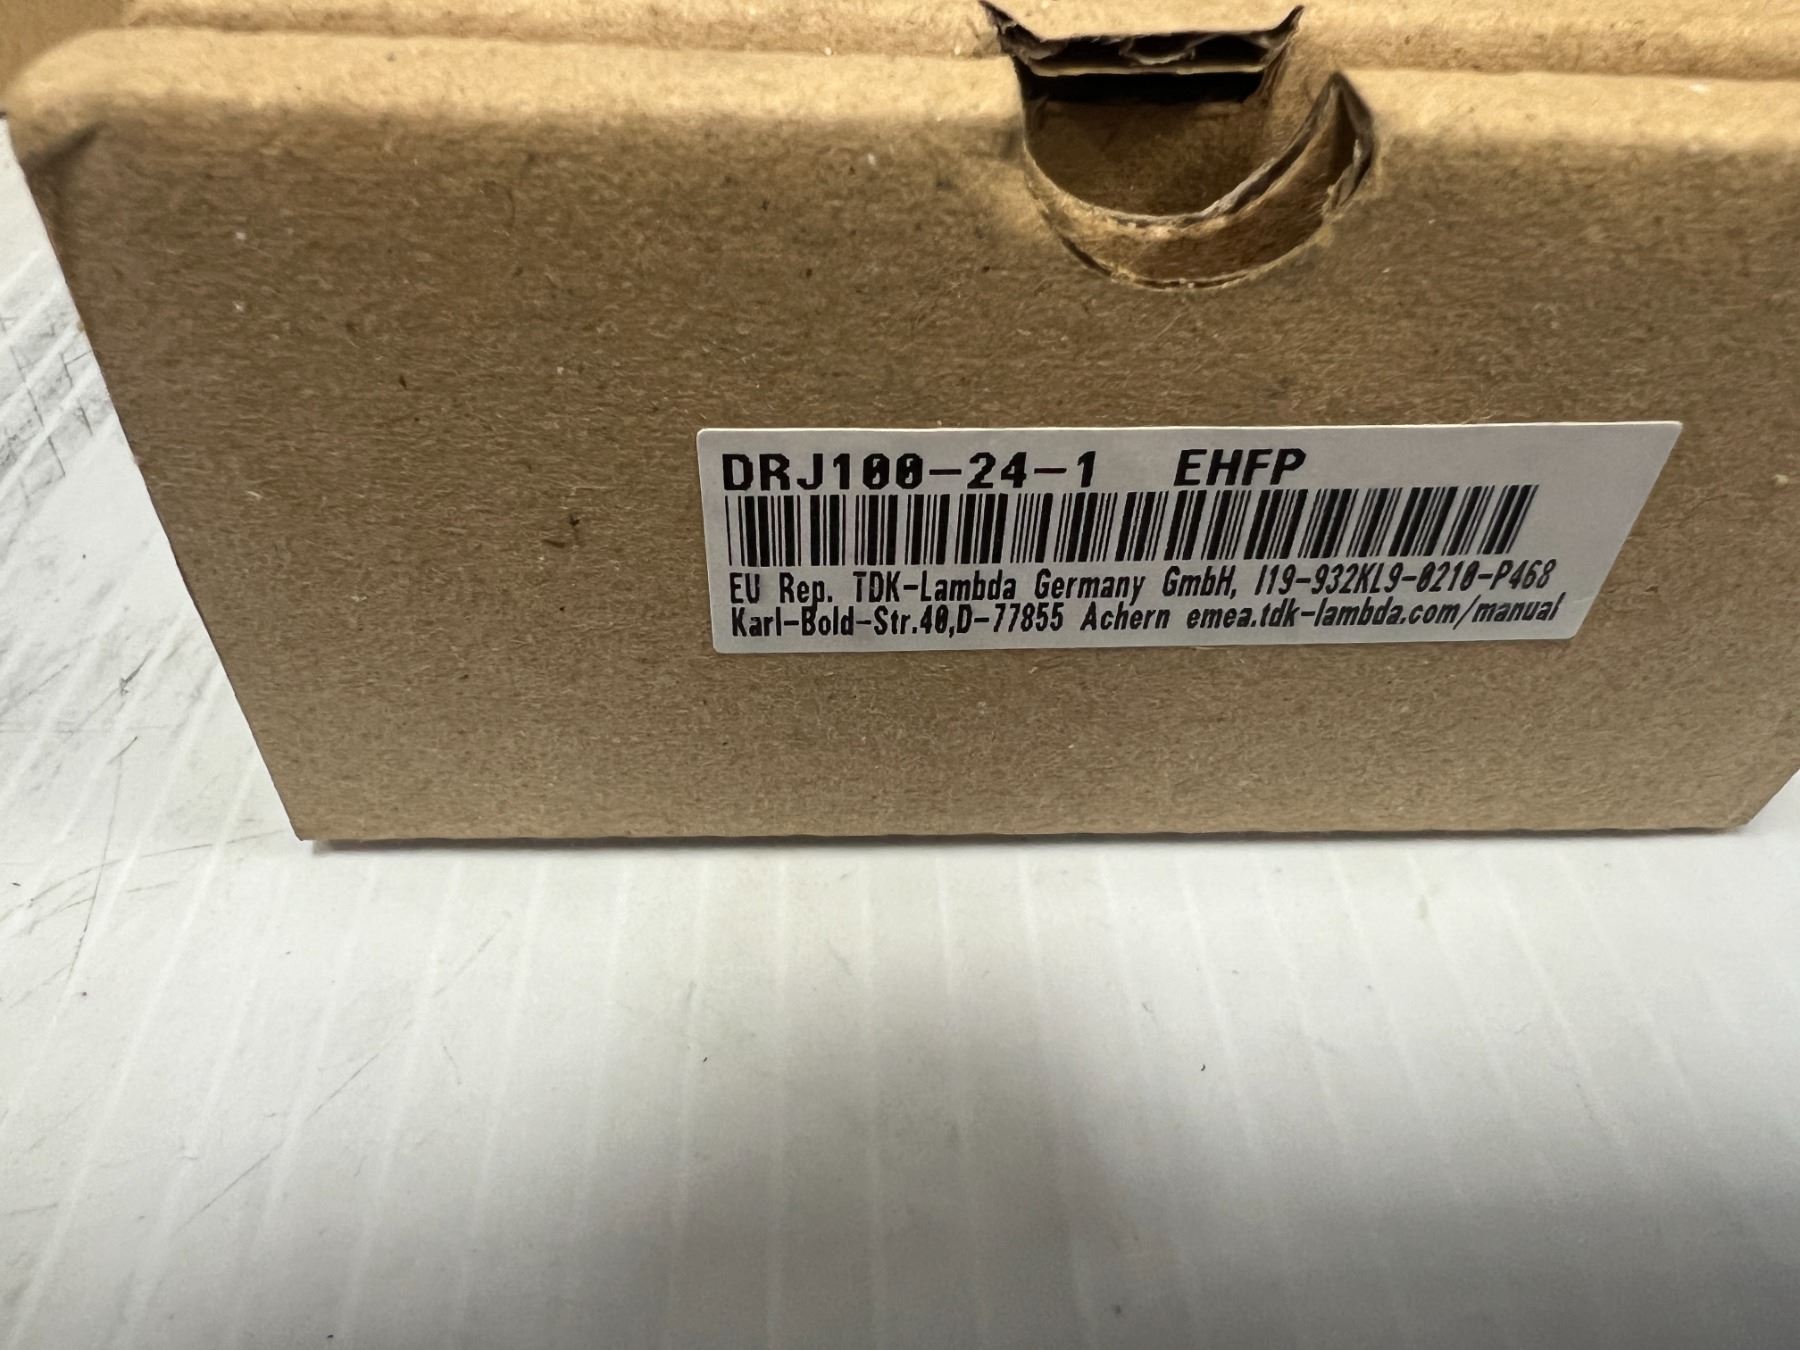 DRJ100-24-1 EHFP
EU Rep. TDK-Lambda Germany GmbH, I19-932KL9-0210-P468
Karl-Bold-Str.40,D-77855 Achern emea.tdk-lambda.com/manual